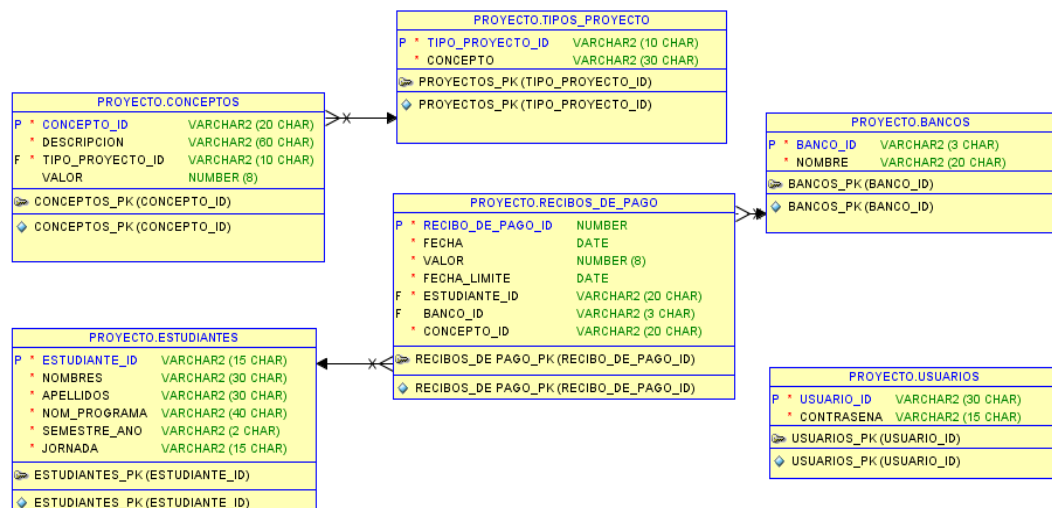 PROYECTO.TIPOS_PROYECTO
P * TIPO_PROYECTO_ID VARCHAR2 (10 CHAR)
* CONCEPTO VARCHAR2 (30 CHAR)
PROYECTOS_PK (TIPO_PROYECTO_ID)
PROYECTOS_PK (TIPO_PROYECTO_ID)
PROYECTO.CONCEPTOS
P * CONCEPTO_ID VARCHAR2 (20 CHAR)
* DESCRIPCION VARCHAR2 (60 CHAR)
F * TIPO_PROYECTO_ID VARCHAR2 (10 CHAR)
VALOR NUMBER (8)
CONCEPTOS_PK (CONCEPTO_ID)
CONCEPTOS_PK (CONCEPTO_ID)
PROYECTO.BANCOS
P * BANCO_ID VARCHAR2 (3 CHAR)
* NOMBRE VARCHAR2 (20 CHAR)
BANCOS_PK (BANCO_ID)
BANCOS_PK (BANCO_ID)
PROYECTO.RECIBOS_DE_PAGO
P * RECIBO_DE_PAGO_ID NUMBER
* FECHA DATE
* VALOR NUMBER (8)
* FECHA_LIMITE DATE
F * ESTUDIANTE_ID VARCHAR2 (20 CHAR)
F BANCO_ID VARCHAR2 (3 CHAR)
* CONCEPTO_ID VARCHAR2 (20 CHAR)
RECIBOS_DE PAGO_PK (RECIBO_DE_PAGO_ID)
RECIBOS_DE PAGO_PK (RECIBO_DE_PAGO_ID)
PROYECTO.ESTUDIANTES
P * ESTUDIANTE_ID VARCHAR2 (15 CHAR)
* NOMBRES VARCHAR2 (30 CHAR)
* APELLIDOS VARCHAR2 (30 CHAR)
* NOM_PROGRAMA VARCHAR2 (40 CHAR)
* SEMESTRE_ANO VARCHAR2 (2 CHAR)
* JORNADA VARCHAR2 (15 CHAR)
ESTUDIANTES_PK (ESTUDIANTE_ID)
ESTUDIANTES_PK (ESTUDIANTE_ID)
PROYECTO.USUARIOS
P * USUARIO_ID VARCHAR2 (30 CHAR)
* CONTRASENA VARCHAR2 (15 CHAR)
USUARIOS_PK (USUARIO_ID)
USUARIOS_PK (USUARIO_ID)